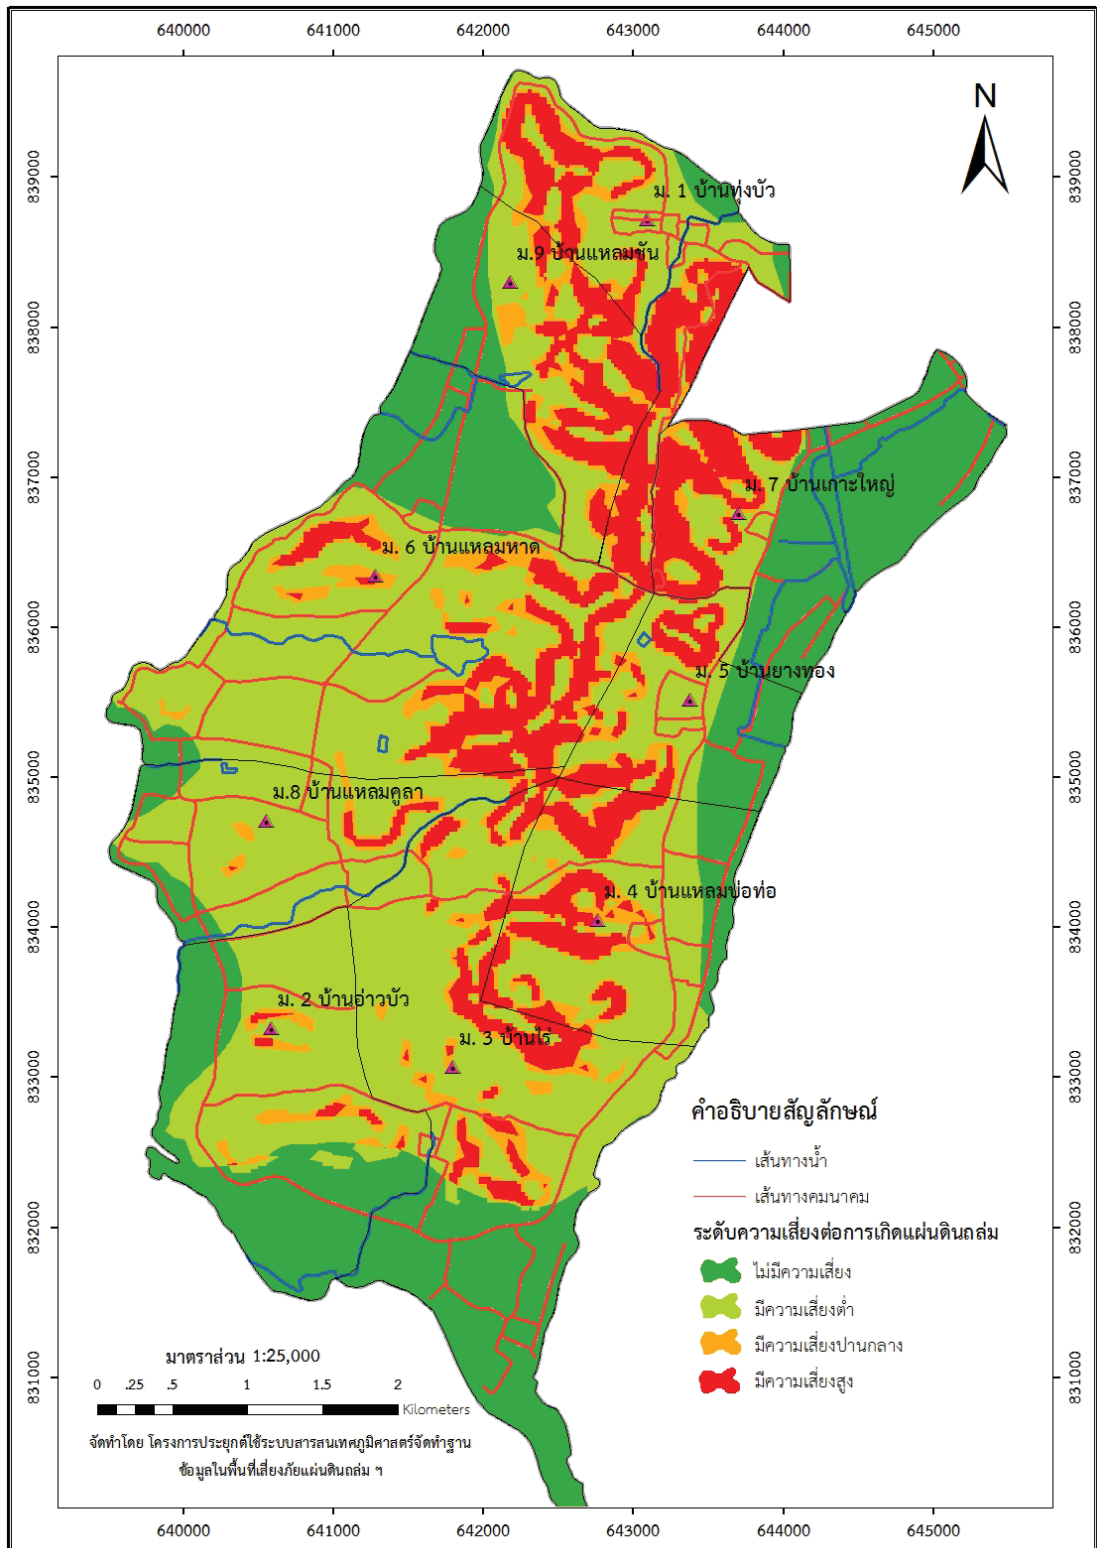 640000 641000 642000 643000 644000 645000
839000 839000
ม. 1 บ้านทุ่งบัว
ม.9 บ้านแหลมชัน
838000 838000
837000 837000
ม. 7 บ้านเกาะใหญ่
ม. 6 บ้านแหลมหาด
836000 836000
ม. 5 บ้านยางทอง
835000 835000
ม.8 บ้านแหลมคูลา
ม. 4 บ้านแหลมบ่อท่อ
834000 834000
ม. 2 บ้านอ่าวบัว
ม. 3 บ้านไร่
833000 833000
832000 832000
831000 831000
N
คำอธิบายสัญลักษณ์
เส้นทางน้ำ
เส้นทางคมนาคม
ระดับความเสี่ยงต่อการเกิดแผ่นดินถล่ม
ไม่มีความเสี่ยง
มีความเสี่ยงต่ำ
มีความเสี่ยงปานกลาง
มีความเสี่ยงสูง
มาตราส่วน 1:25,000
0 .25 .5 1 1.5 2
Kilometers
จัดทำโดย โครงการประยุกต์ใช้ระบบสารสนเทศภูมิศาสตร์จัดทำฐาน
ข้อมูลในพื้นที่เสี่ยงภัยแผ่นดินถล่ม ฯ
640000 641000 642000 643000 644000 645000